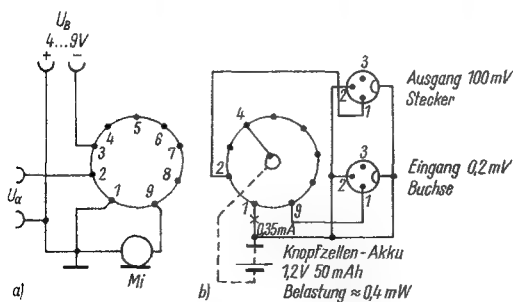 U_B
4...9V
+ −
5
4 6
3 7
2 8
1 9
U_a
Mi
a)
3
2 1
Ausgang 100mV
Stecker
4
2
1 9
3
2 1
Eingang 0,2mV
Buchse
0,35mA
Knopfzellen-Akku
1,2V 50mAh
Belastung ≈ 0,4 mW
b)